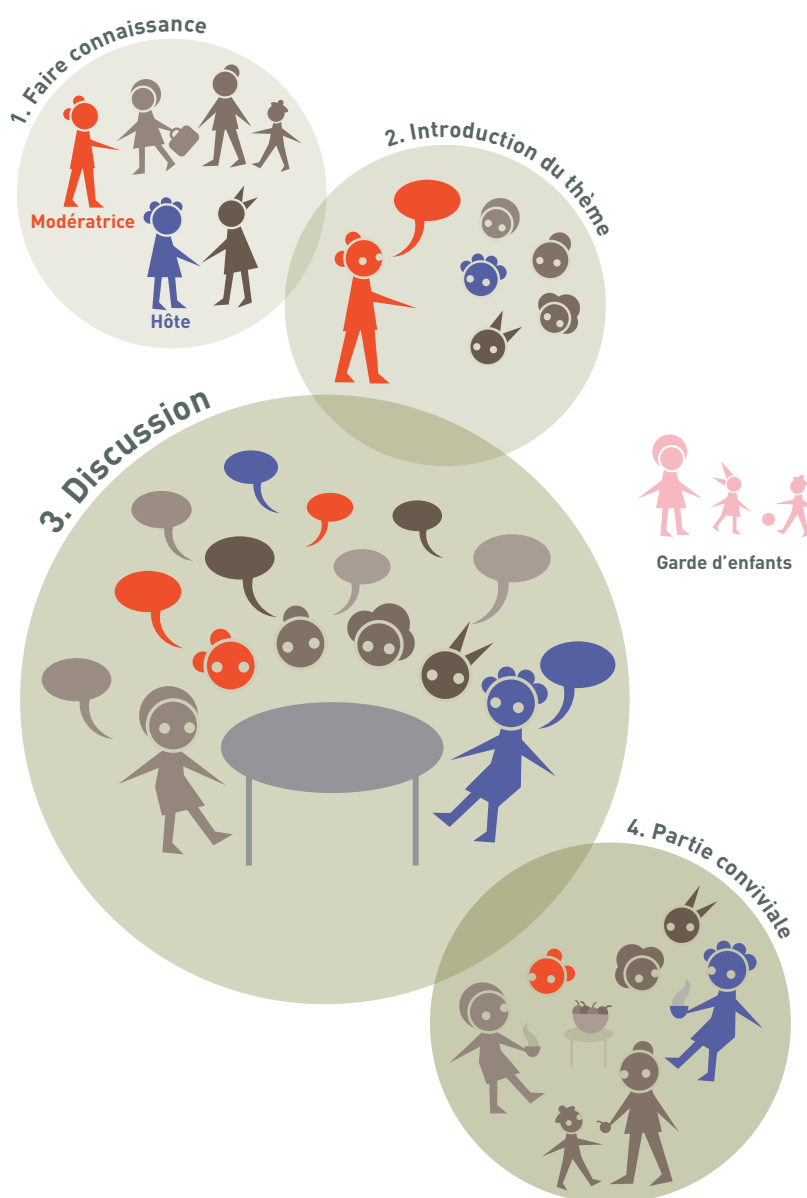 1. Faire connaissance
Modératrice
Hôte
2. Introduction du thème
3. Discussion
Garde d'enfants
4. Partie conviviale